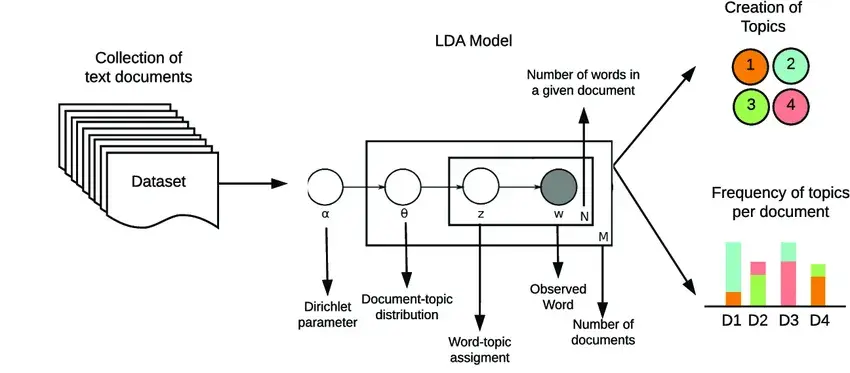 Collection of
text documents
Dataset
LDA Model
Number of words in
a given document
α
θ
z
w
N
M
Dirichlet
parameter
Document-topic
distribution
Word-topic
assigment
Observed
Word
Number of
documents
Creation of
Topics
1
2
3
4
Frequency of topics
per document
D1 D2 D3 D4